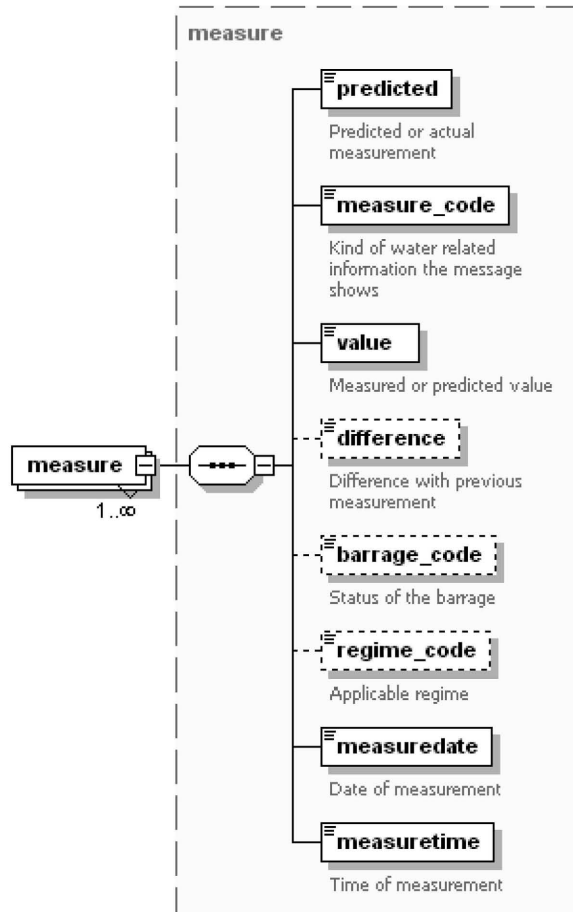 measure
predicted
Predicted or actual
measurement
measure_code
Kind of water related
information the message
shows
value
Measured or predicted value
difference
Difference with previous
measurement
measure
1..∞
barrage_code
Status of the barrage
regime_code
Applicable regime
measuredate
Date of measurement
measuretime
Time of measurement